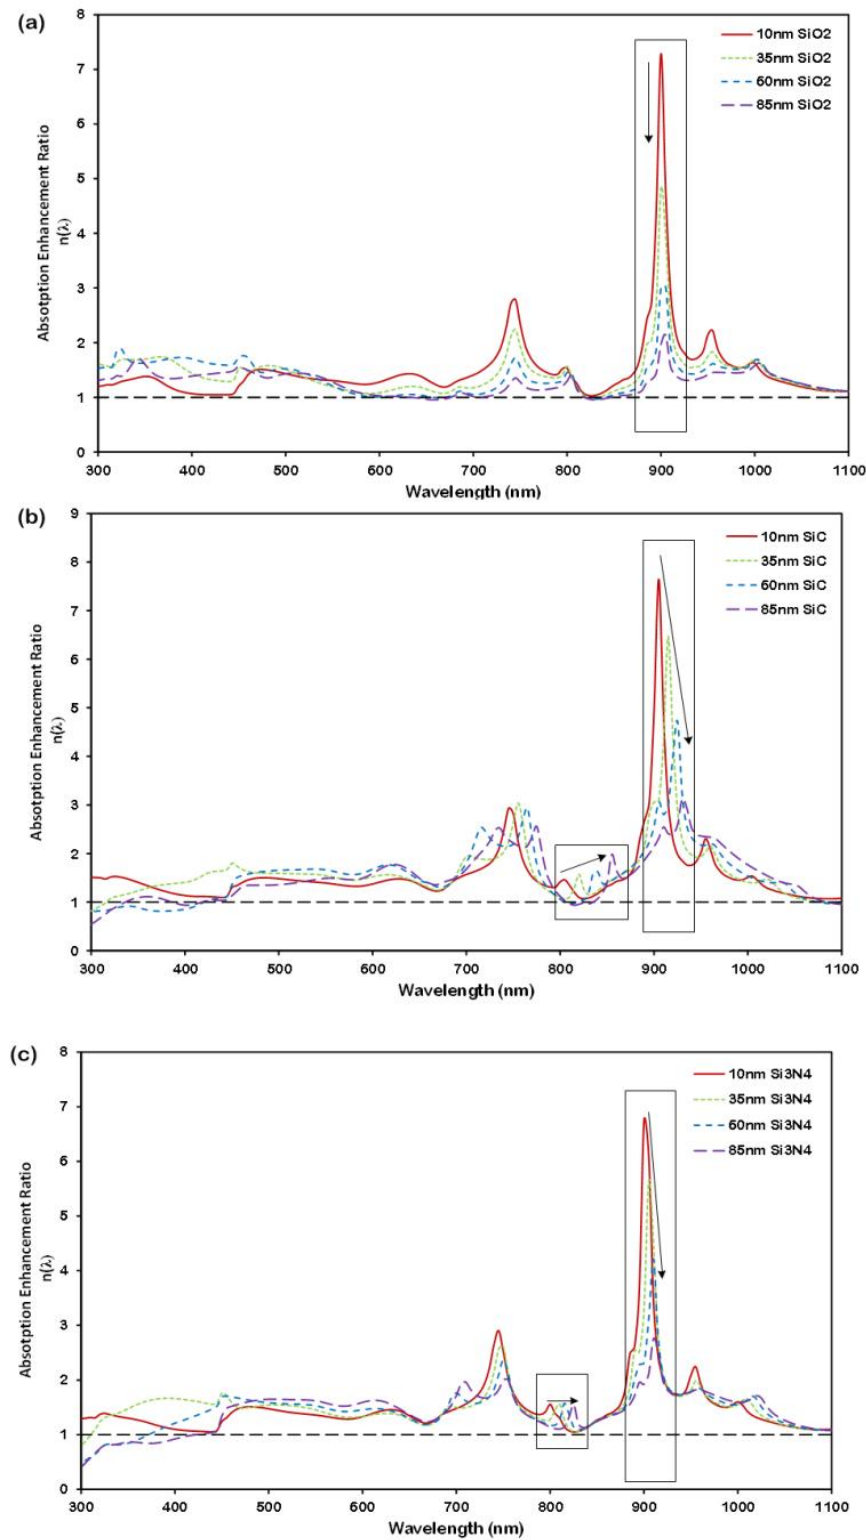 (a)
8
7
6
5
4
3
2
1
0
Absotption Enhancement Ratio
n(λ)
10nm SiO2
35nm SiO2
60nm SiO2
85nm SiO2
300 400 500 600 700 800 900 1000 1100
Wavelength (nm)
(b)
9
8
7
6
5
4
3
2
1
0
Absotption Enhancement Ratio
n(λ)
10nm SiC
35nm SiC
60nm SiC
85nm SiC
300 400 500 600 700 800 900 1000 1100
Wavelength (nm)
(c)
8
7
6
5
4
3
2
1
0
Absotption Enhancement Ratio
n(λ)
10nm Si3N4
35nm Si3N4
60nm Si3N4
85nm Si3N4
300 400 500 600 700 800 900 1000 1100
Wavelength (nm)